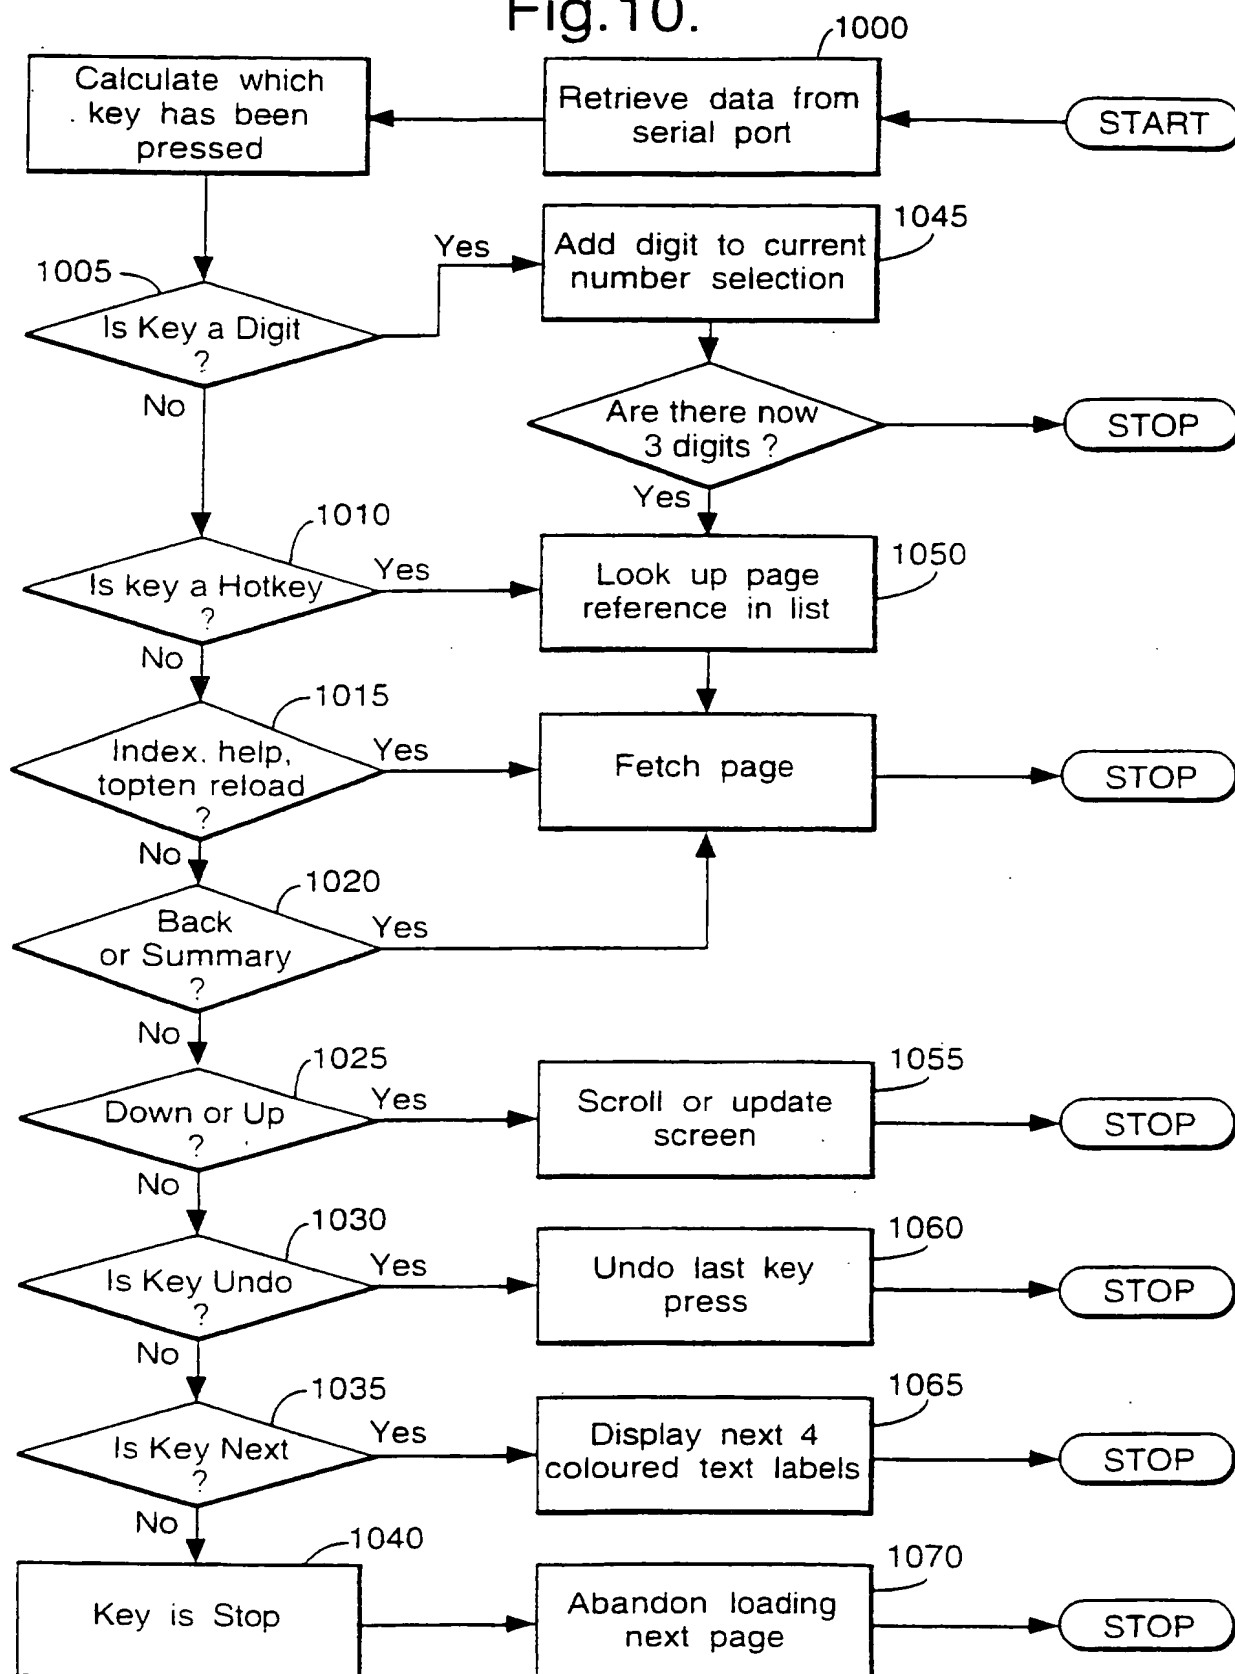 Fig.10.
1000
Calculate which
key has been
pressed
Retrieve data from
serial port
START
1045
Yes
Add digit to current
number selection
1005
Is Key a Digit
?
No
Are there now
3 digits ?
STOP
Yes
1010
Is key a Hotkey
?
Yes
Look up page
reference in list
1050
No
1015
Index. help,
topten reload
?
Yes
Fetch page
STOP
No
1020
Back
or Summary
?
Yes
No
1025
Down or Up
?
Yes
Scroll or update
screen
1055
STOP
No
1030
Is Key Undo
?
Yes
Undo last key
press
1060
STOP
No
1035
Is Key Next
?
Yes
Display next 4
coloured text labels
1065
STOP
No
1040
Key is Stop
Abandon loading
next page
1070
STOP